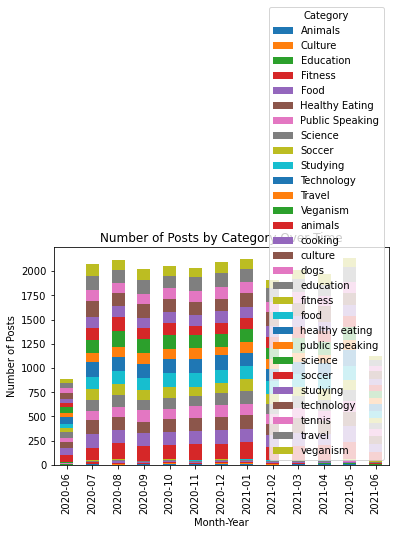 Category
Animals
Culture
Education
Fitness
Food
Healthy Eating
Public Speaking
Science
Soccer
Studying
Technology
Travel
Veganism
animals
cooking
culture
dogs
education
fitness
food
healthy eating
public speaking
science
soccer
studying
technology
tennis
travel
veganism
Number of Posts by Category Over Time
Number of Posts
2000
1750
1500
1250
1000
750
500
250
0
2020-06
2020-07
2020-08
2020-09
2020-10
2020-11
2020-12
2021-01
2021-02
2021-03
2021-04
2021-05
2021-06
Month-Year